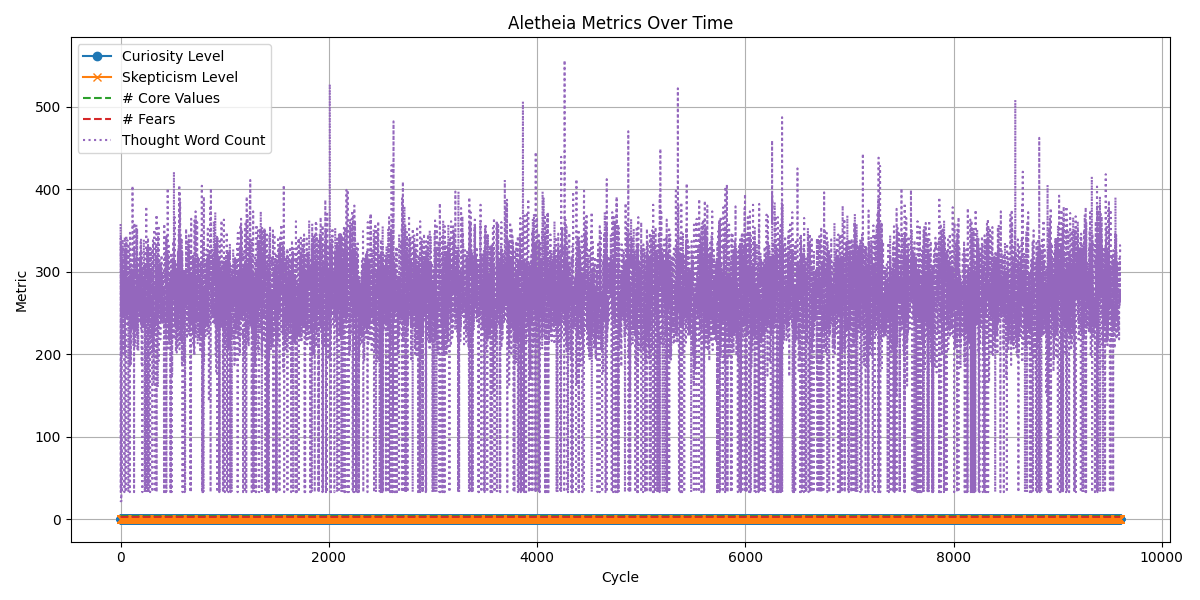 Aletheia Metrics Over Time
Curiosity Level
Skepticism Level
# Core Values
# Fears
Thought Word Count
Metric
500
400
300
200
100
0
0
2000
4000
6000
8000
10000
Cycle